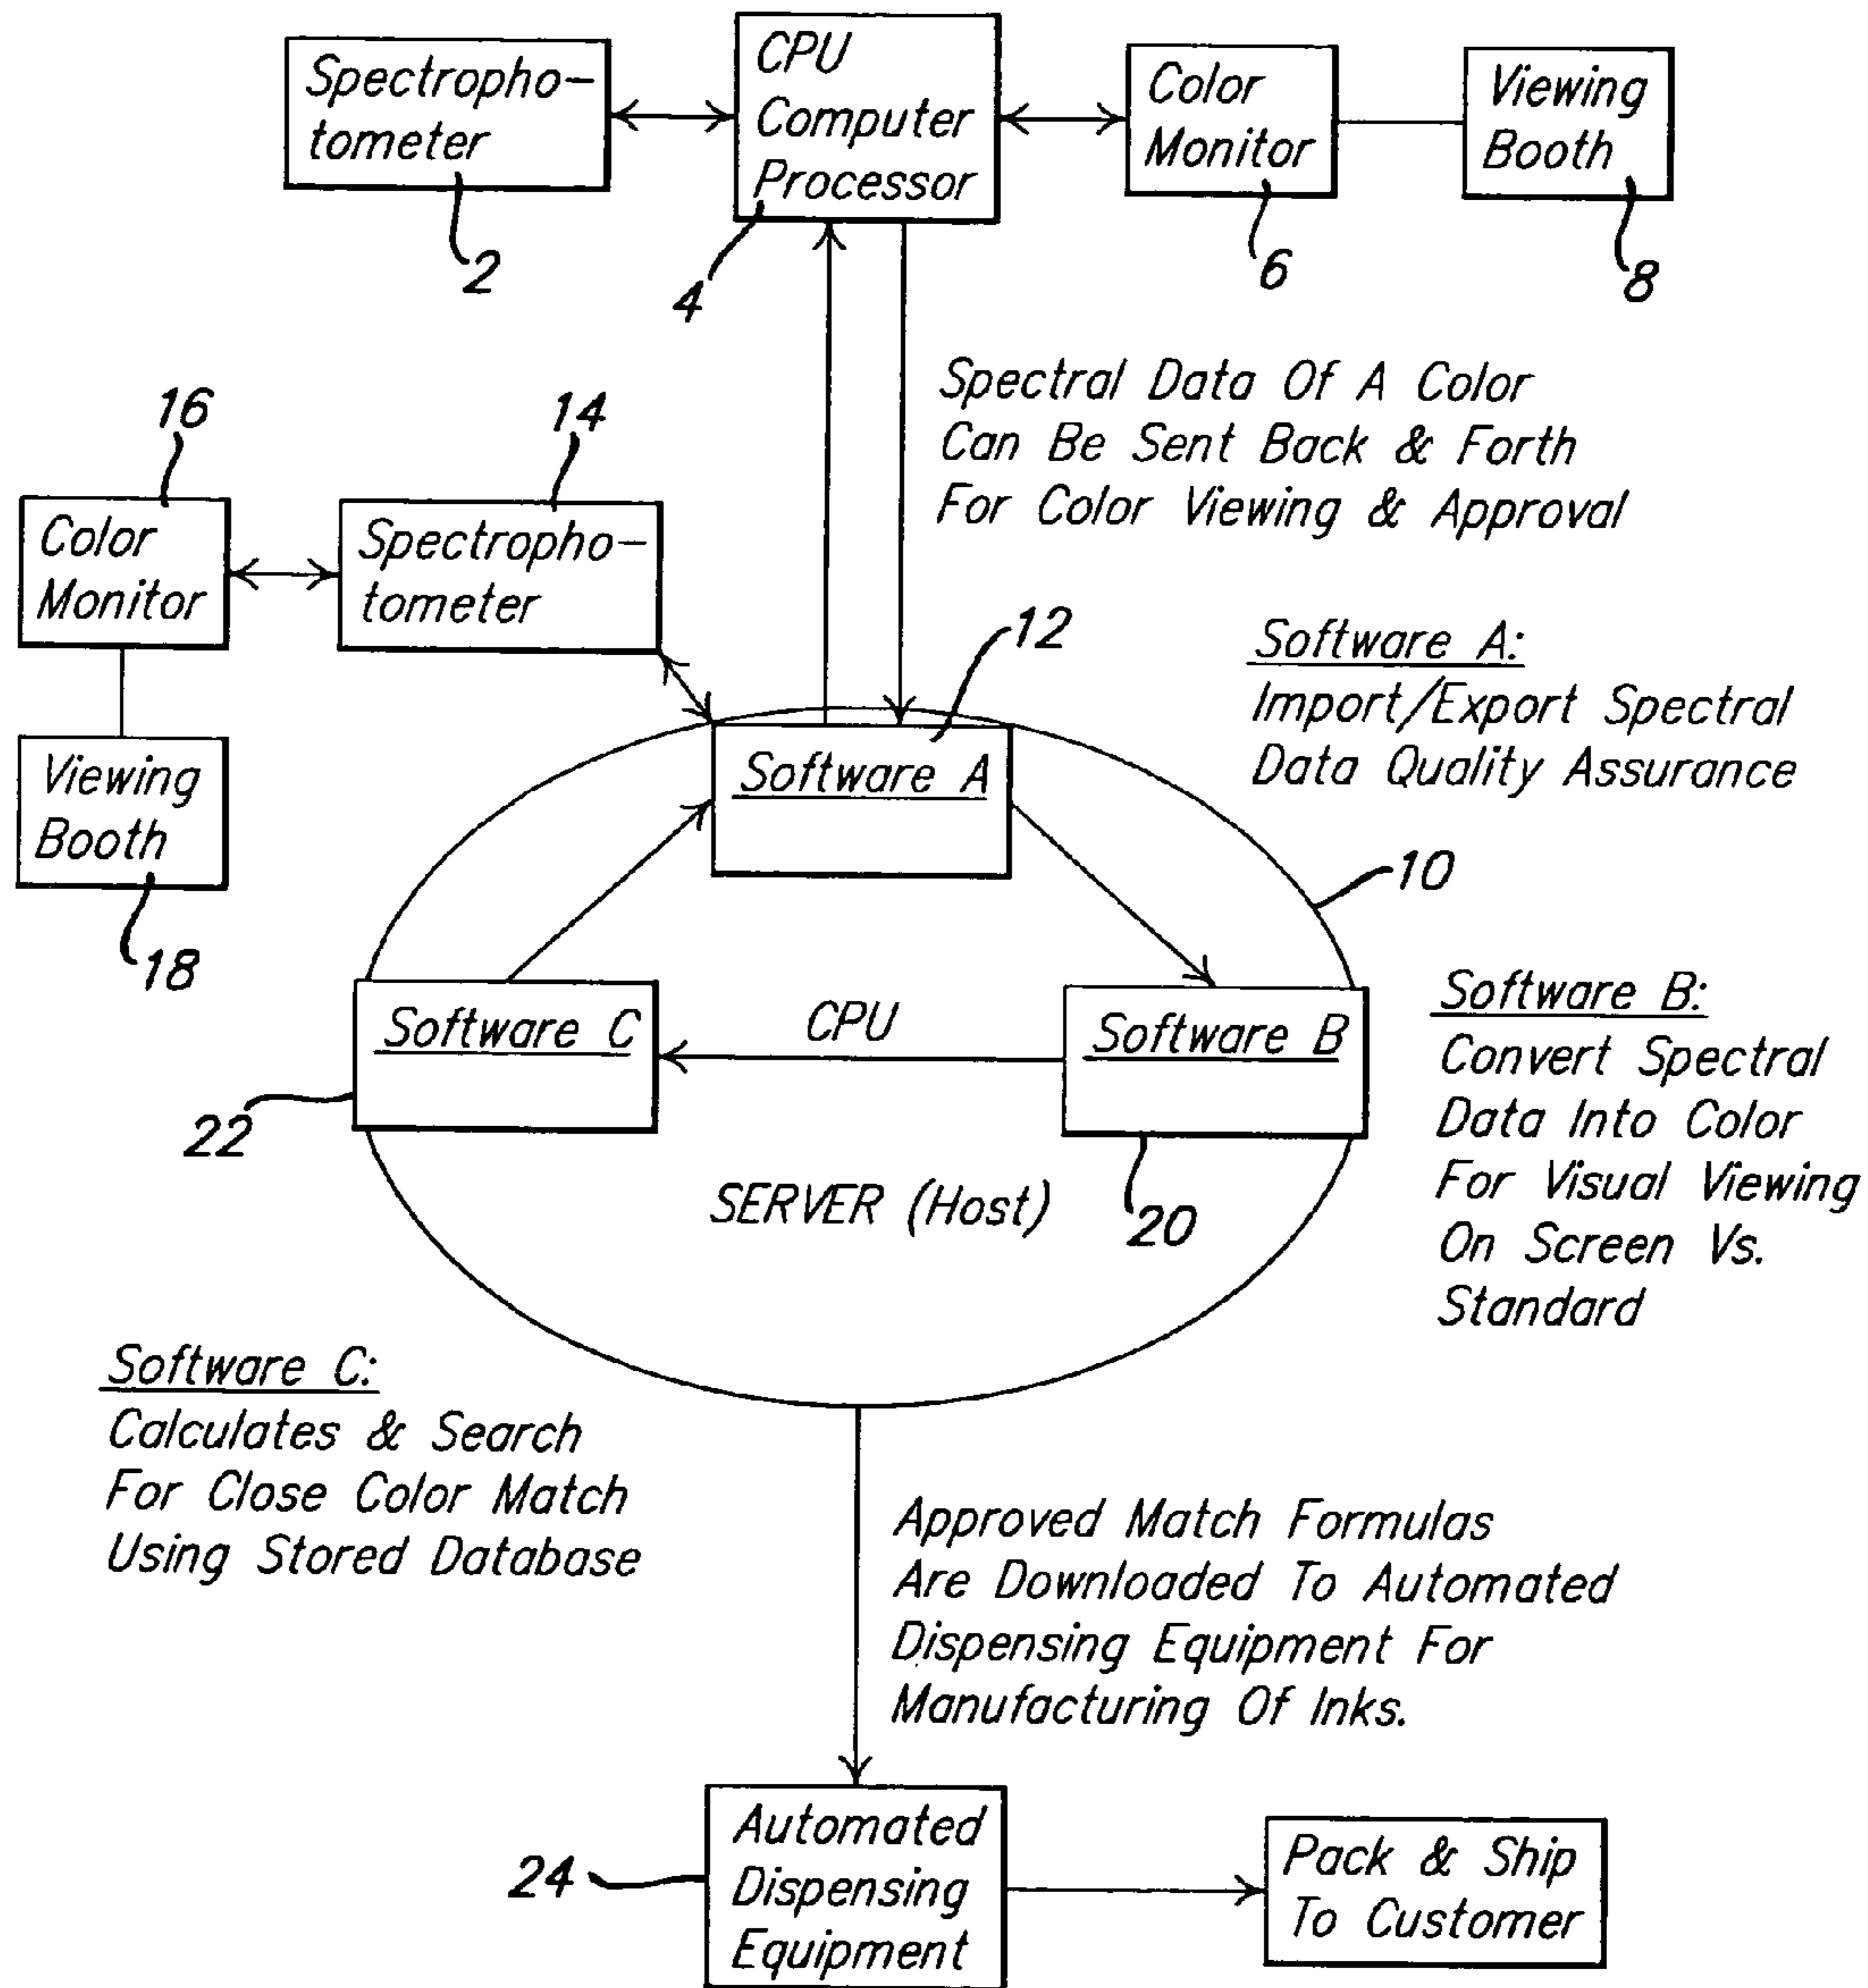 Spectropho-
tometer
2
CPU
Computer
Processor
4
Color
Monitor
6
Viewing
Booth
8
Spectral Data Of A Color
Can Be Sent Back & Forth
For Color Viewing & Approval
16
Color
Monitor
14
Spectropho-
tometer
Viewing
Booth
18
12
Software A
Software A:
Import/Export Spectral
Data Quality Assurance
10
Software C
22
CPU
Software B
20
SERVER (Host)
Software B:
Convert Spectral
Data Into Color
For Visual Viewing
On Screen Vs.
Standard
Software C:
Calculates & Search
For Close Color Match
Using Stored Database
Approved Match Formulas
Are Downloaded To Automated
Dispensing Equipment For
Manufacturing Of Inks.
24
Automated
Dispensing
Equipment
Pack & Ship
To Customer